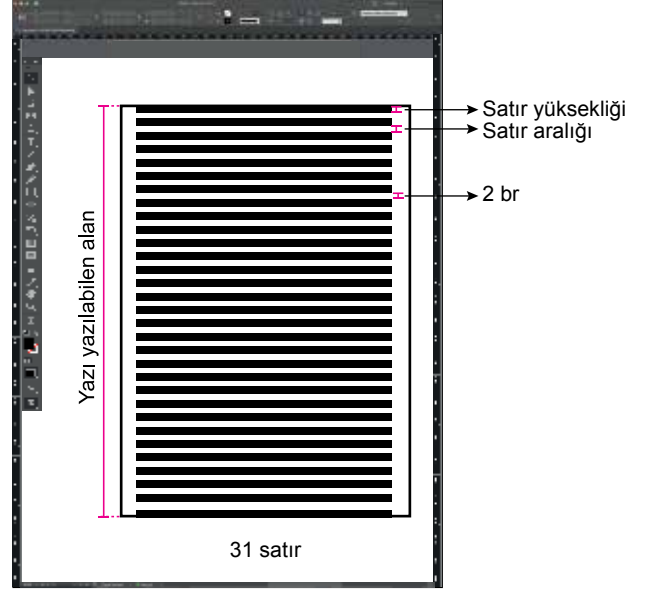 Satır yüksekliği
Satır aralığı
2 br
Yazı yazılabilen alan
31 satır